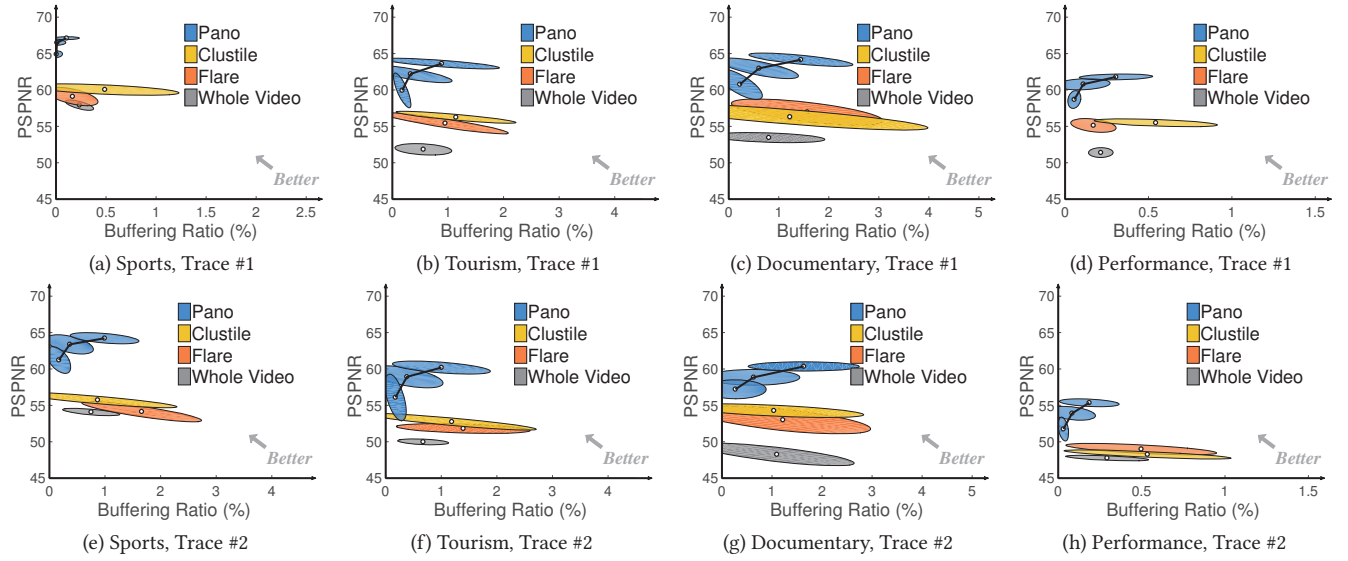 70
65
60
55
50
45
PSPNR
Pano
Clustile
Flare
Whole Video
Better
0 0.5 1 1.5 2 2.5
Buffering Ratio (%)
(a) Sports, Trace #1
70
65
60
55
50
45
PSPNR
Pano
Clustile
Flare
Whole Video
Better
0 1 2 3 4
Buffering Ratio (%)
(b) Tourism, Trace #1
70
65
60
55
50
45
PSPNR
Pano
Clustile
Flare
Whole Video
Better
0 1 2 3 4 5
Buffering Ratio (%)
(c) Documentary, Trace #1
70
65
60
55
50
45
PSPNR
Pano
Clustile
Flare
Whole Video
Better
0 0.5 1 1.5
Buffering Ratio (%)
(d) Performance, Trace #1
70
65
60
55
50
45
PSPNR
Pano
Clustile
Flare
Whole Video
Better
0 1 2 3 4
Buffering Ratio (%)
(e) Sports, Trace #2
70
65
60
55
50
45
PSPNR
Pano
Clustile
Flare
Whole Video
Better
0 1 2 3 4
Buffering Ratio (%)
(f) Tourism, Trace #2
70
65
60
55
50
45
PSPNR
Pano
Clustile
Flare
Whole Video
Better
0 1 2 3 4 5
Buffering Ratio (%)
(g) Documentary, Trace #2
70
65
60
55
50
45
PSPNR
Pano
Clustile
Flare
Whole Video
Better
0 0.5 1 1.5
Buffering Ratio (%)
(h) Performance, Trace #2